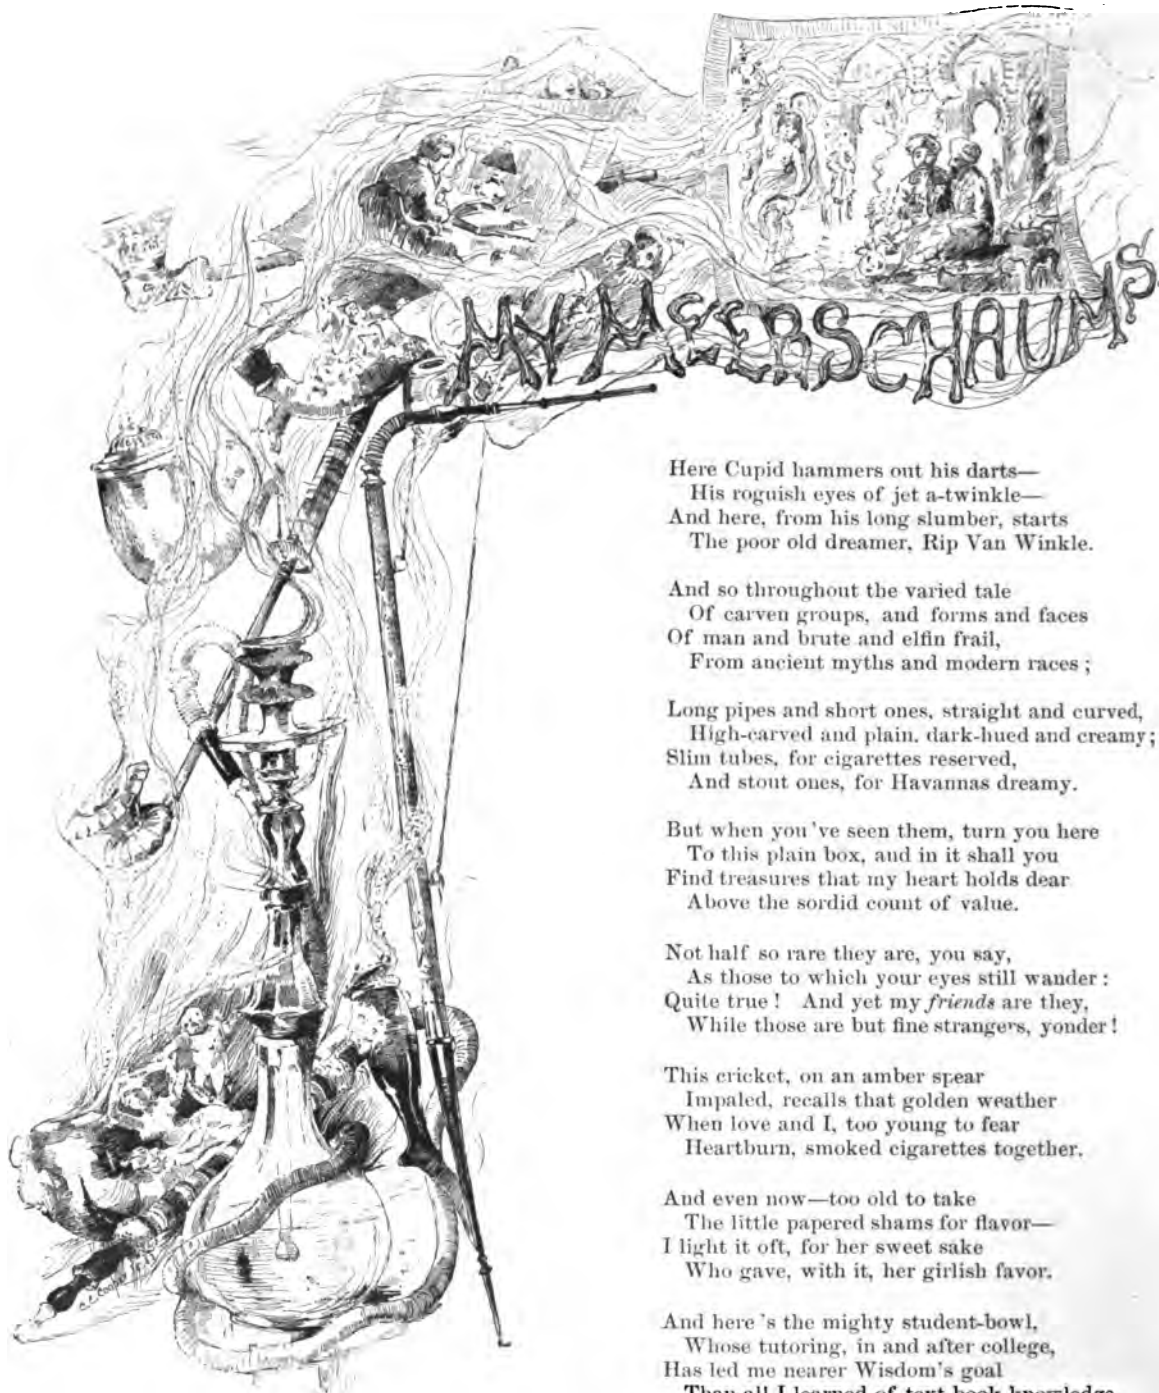 MY MEERSCHAUMS.
Here Cupid hammers out his darts—
His roguish eyes of jet a-twinkle—
And here, from his long slumber, starts
The poor old dreamer, Rip Van Winkle.
And so throughout the varied tale
Of carven groups, and forms and faces
Of man and brute and elfin frail,
From ancient myths and modern races ;
Long pipes and short ones, straight and curved,
High-carved and plain, dark-hued and creamy ;
Slim tubes, for cigarettes reserved,
And stout ones, for Havannas dreamy.
But when you 've seen them, turn you here
To this plain box, and in it shall you
Find treasures that my heart holds dear
Above the sordid count of value.
Not half so rare they are, you say,
As those to which your eyes still wander :
Quite true ! And yet my friends are they,
While those are but fine strangers, yonder !
This cricket, on an amber spear
Impaled, recalls that golden weather
When love and I, too young to fear
Heartburn, smoked cigarettes together.
And even now—too old to take
The little papered shams for flavor—
I light it oft, for her sweet sake
Who gave, with it, her girlish favor.
And here 's the mighty student-bowl,
Whose tutoring, in and after college,
Has led me nearer Wisdom's goal
Than all I learned of text-book knowledge.
C.C. Cooper